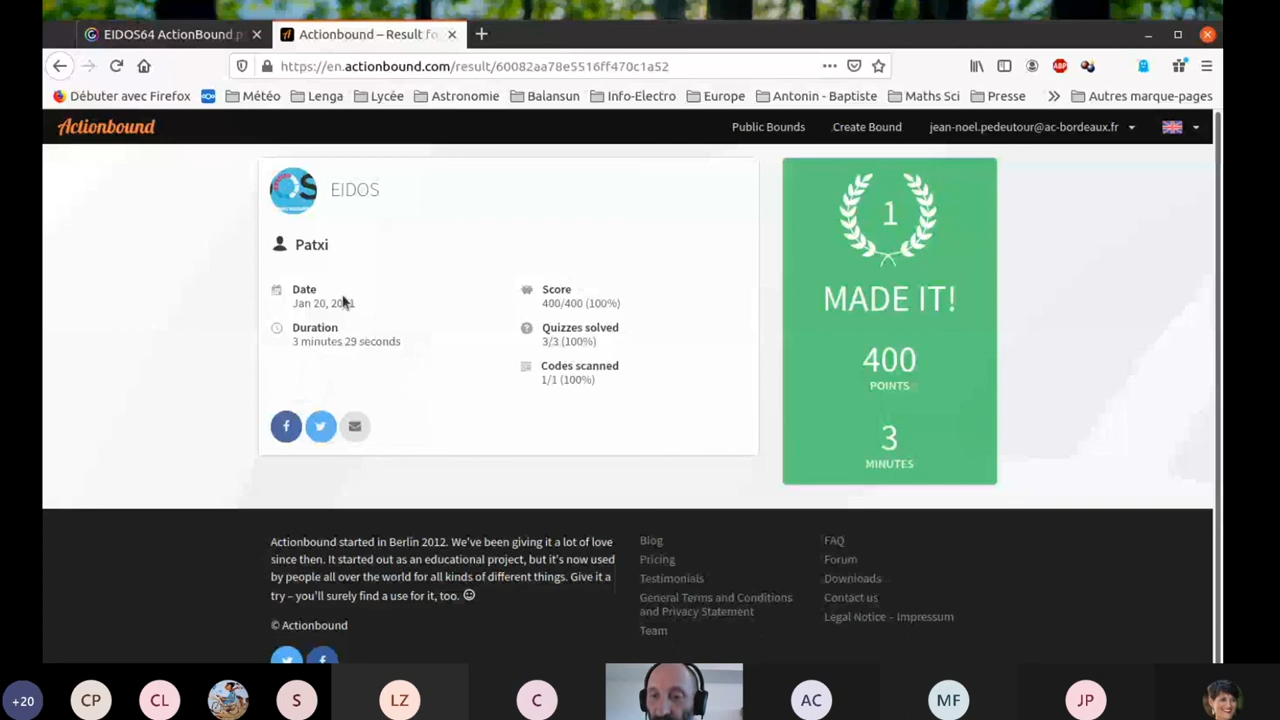 EIDOS64 ActionBound.p
Actionbound – Result fo
https://en.actionbound.com/result/60082aa78e5516ff470c1a52
Débuter avec Firefox
Météo
Lenga
Lycée
Astronomie
Balansun
Info-Electro
Europe
Antonin - Baptiste
Maths Sci
Presse
Autres marque-pages
Actionbound
Public Bounds
Create Bound
jean-noel.pedeutour@ac-bordeaux.fr
EIDOS
Patxi
Date
Jan 20, 2021
Duration
3 minutes 29 seconds
Score
400/400 (100%)
Quizzes solved
3/3 (100%)
Codes scanned
1/1 (100%)
1
MADE IT!
400
POINTS
3
MINUTES
Actionbound started in Berlin 2012. We've been giving it a lot of love
since then. It started out as an educational project, but it's now used
by people all over the world for all kinds of different things. Give it a
try – you'll surely find a use for it, too.
© Actionbound
Blog
Pricing
Testimonials
General Terms and Conditions
and Privacy Statement
Team
FAQ
Forum
Downloads
Contact us
Legal Notice – Impressum
+20
CP
CL
S
LZ
C
AC
MF
JP